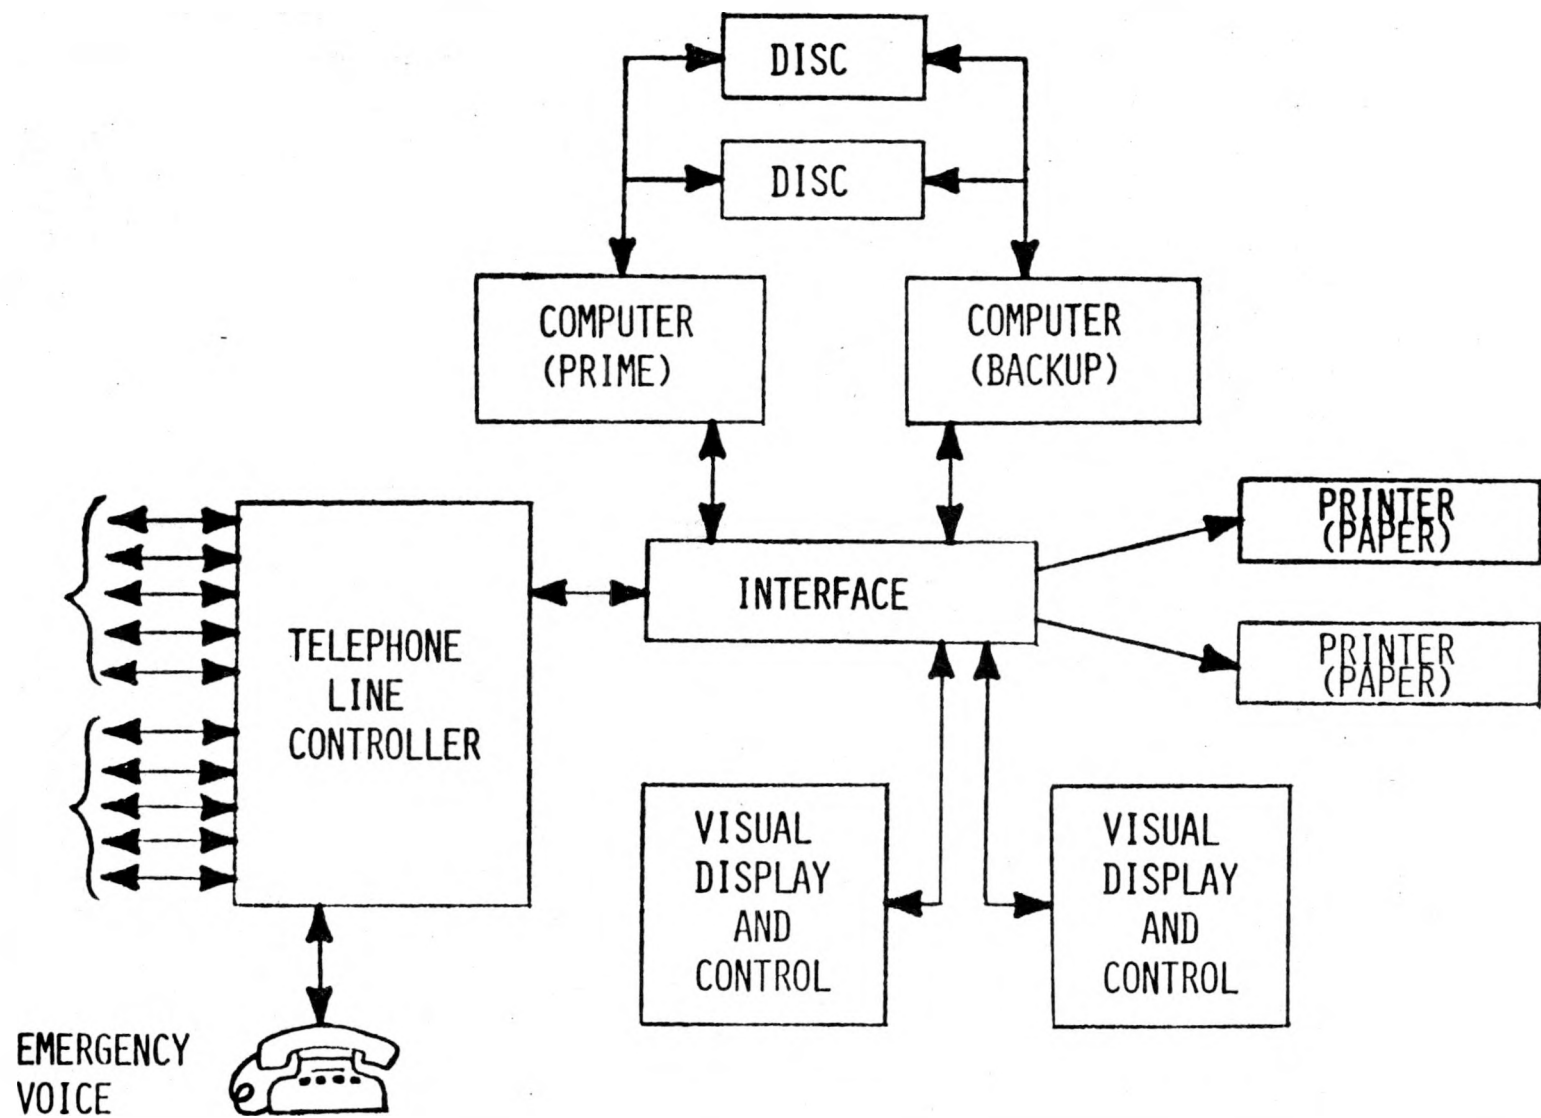 DISC
DISC
COMPUTER
(PRIME)
COMPUTER
(BACKUP)
PRINTER
(PAPER)
INTERFACE
PRINTER
(PAPER)
TELEPHONE
LINE
CONTROLLER
VISUAL
DISPLAY
AND
CONTROL
VISUAL
DISPLAY
AND
CONTROL
EMERGENCY
VOICE